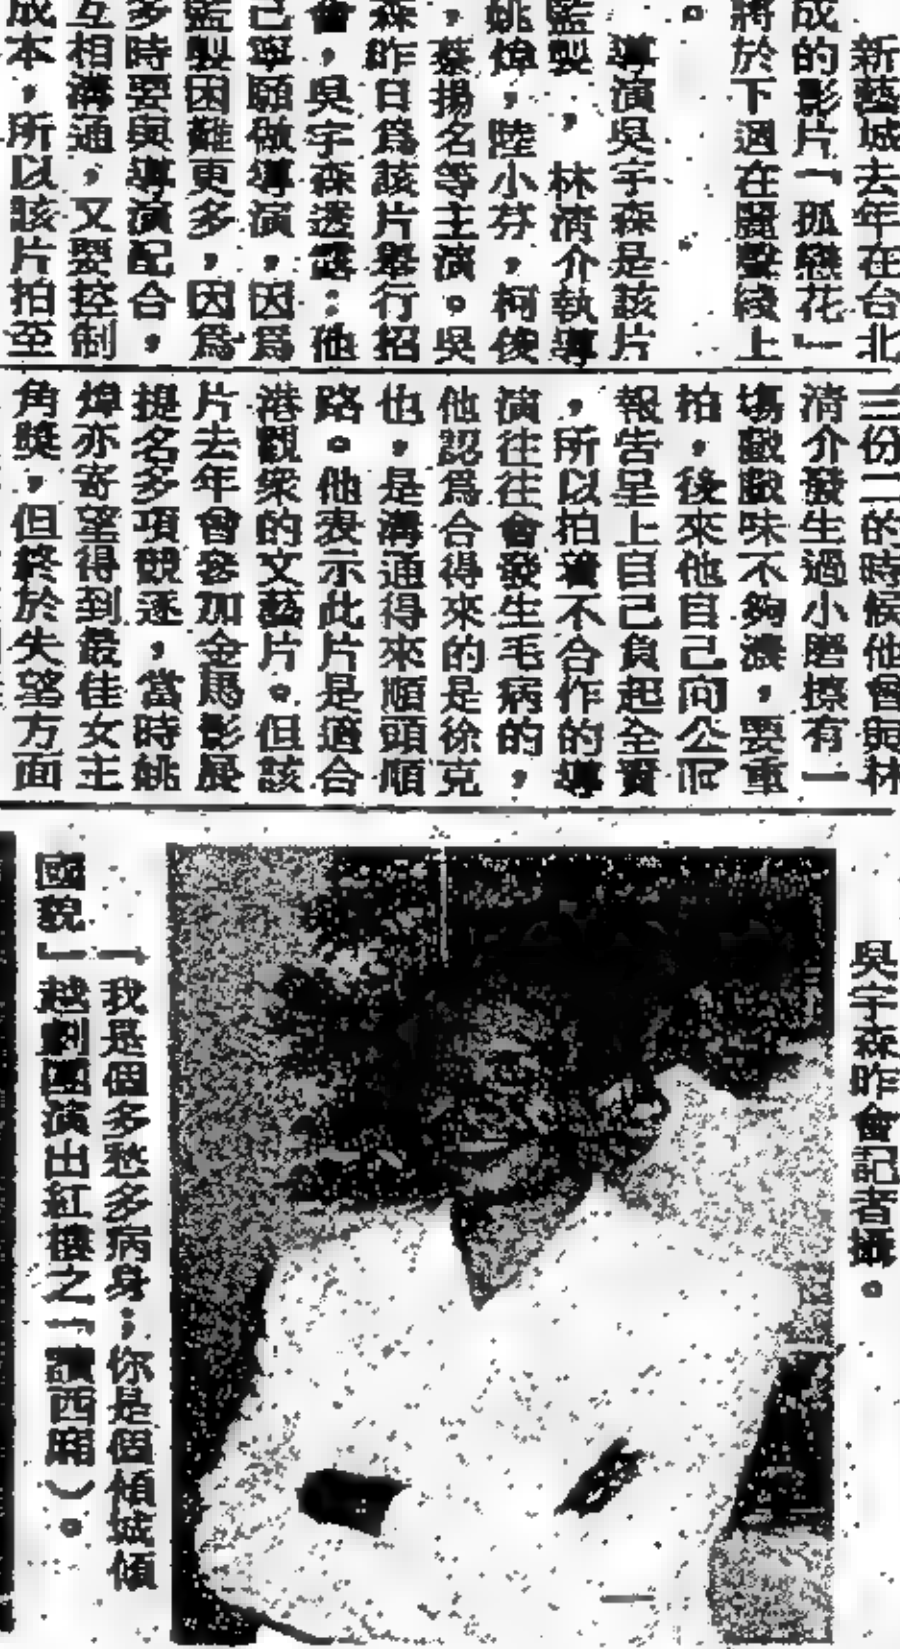 新藝城去年在台北
成的影片「孤戀花」
將於下週在麗聲綫上
。
導演吳宇森是該片
監製，林清介執導
姚煒，陸小芬，柯俊
，蔡揚名等主演。吳
森昨日為該片舉行招
會，吳宇森透露：他
己寧願做導演，因爲
監製因難更多，因爲
多時要與導演配合，
互相溝通，又要控制
成本，所以該片拍至
三份二的時候他曾與林
清介發生過小磨擦有一
塲戲戲味不夠濃，要重
拍，後來他自己向公司
報告呈上自己負起全責
，所以拍着不合作的導
演往往會發生毛病的，
他認爲合得來的是徐克
也，是溝通得來順頭順
路。他表示此片是適合
港觀衆的文藝片。但該
片去年曾參加金馬影展
提名多項競逐，當時姚
煒亦寄望得到最佳女主
角獎，但終於失望方面
吳宇森昨會記者攝。
「我是個多愁多病身；你是個傾城傾
國貌」越劇團演出紅樓之「讀西廂」）。